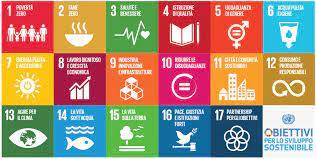 1 POVERTÀ
ZERO
2 FAME
ZERO
3 SALUTE E
BENESSERE
4 ISTRUZIONE
DI QUALITÀ
5 UGUAGLIANZA
DI GENERE
6 ACQUA PULITA
7 ENERGIA PULITA
E ACCESSIBILE
8 LAVORO DIGNITOSO
E CRESCITA
ECONOMICA
9 INDUSTRIA,
INNOVAZIONE E
INFRASTRUTTURE
10 RIDURRE LE
DISUGUAGLIANZE
11 CITTÀ E COMUNITÀ
SOSTENIBILI
12 CONSUMO E
PRODUZIONE
RESPONSABILI
13 AGIRE PER
IL CLIMA
14 LA VITA
SOTT'ACQUA
15 LA VITA
SULLA TERRA
16 PACE, GIUSTIZIA
E ISTITUZIONI
FORTI
17 PARTNERSHIP
PER GLI OBIETTIVI
OBIETTIVI
PER LO SVILUPPO
SOSTENIBILE